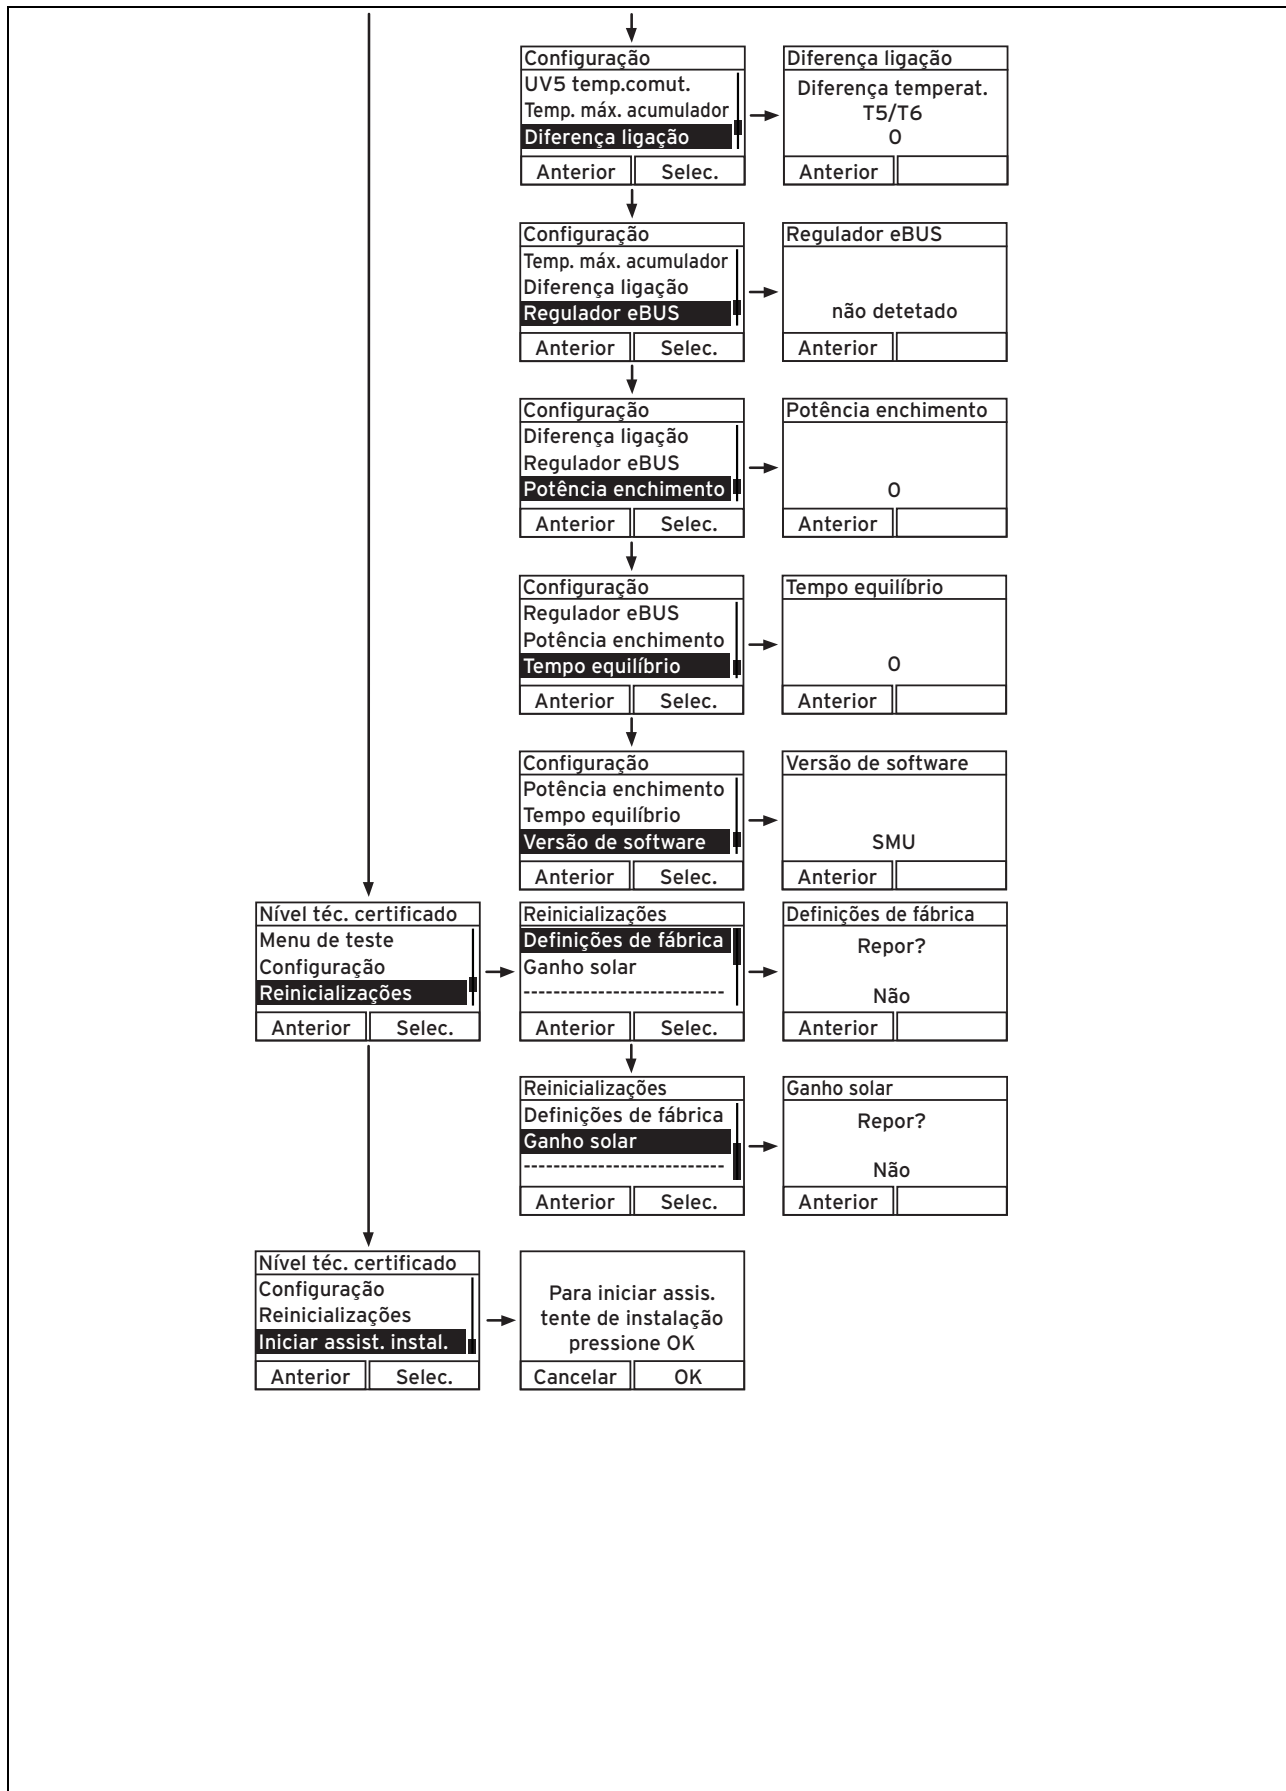 Configuração
UV5 temp.comut.
Temp. máx. acumulador
Diferença ligação
Anterior
Selec.
Diferença ligação
Diferença temperat.
T5/T6
0
Anterior
Configuração
Temp. máx. acumulador
Diferença ligação
Regulador eBUS
Anterior
Selec.
Regulador eBUS
não detetado
Anterior
Configuração
Diferença ligação
Regulador eBUS
Potência enchimento
Anterior
Selec.
Potência enchimento
0
Anterior
Configuração
Regulador eBUS
Potência enchimento
Tempo equilíbrio
Anterior
Selec.
Tempo equilíbrio
0
Anterior
Configuração
Potência enchimento
Tempo equilíbrio
Versão de software
Anterior
Selec.
Versão de software
SMU
Anterior
Nível téc. certificado
Menu de teste
Configuração
Reinicializações
Anterior
Selec.
Reinicializações
Definições de fábrica
Ganho solar
---------------------------
Anterior
Selec.
Definições de fábrica
Repor?
Não
Anterior
Reinicializações
Definições de fábrica
Ganho solar
---------------------------
Anterior
Selec.
Ganho solar
Repor?
Não
Anterior
Nível téc. certificado
Configuração
Reinicializações
Iniciar assist. instal.
Anterior
Selec.
Para iniciar assis.
tente de instalação
pressione OK
Cancelar
OK